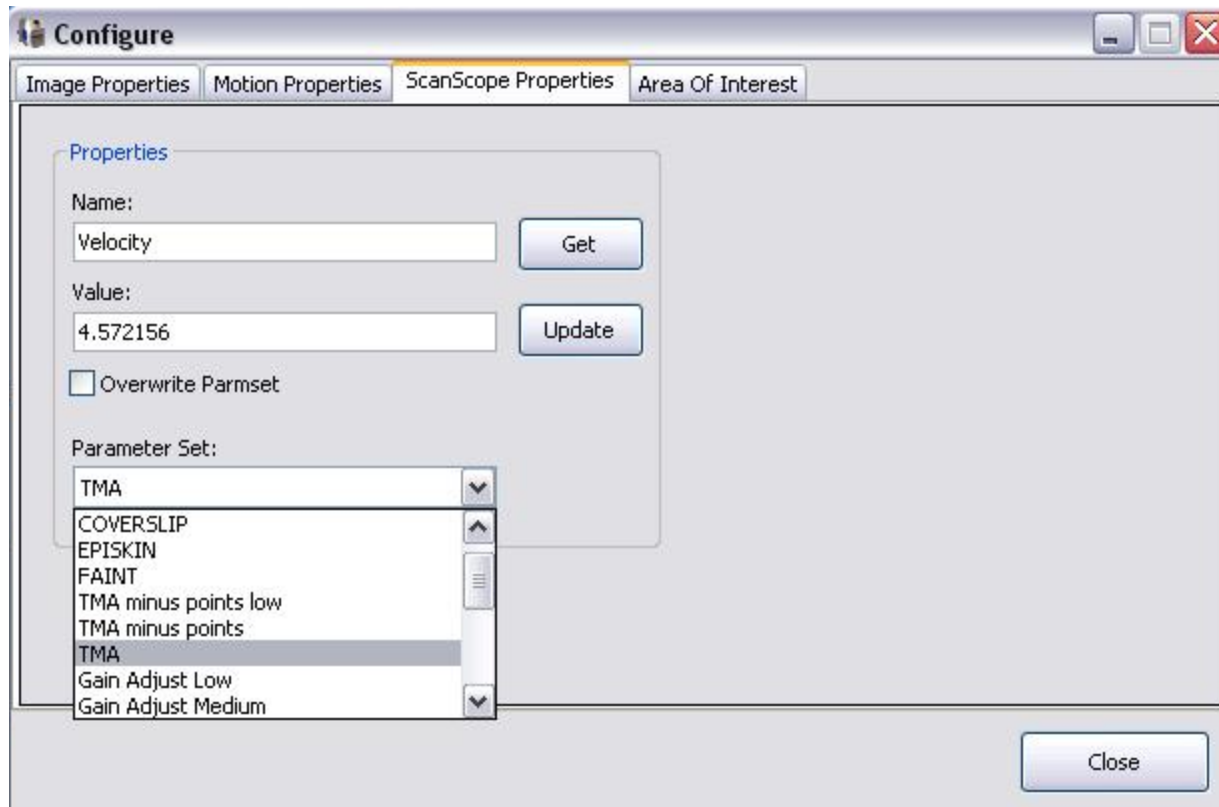 Configure
Image Properties Motion Properties ScanScope Properties Area Of Interest
Properties
Name:
Velocity
Get
Value:
4.572156
Update
Overwrite Parmset
Parameter Set:
TMA
COVERSLIP
EPISKIN
FAINT
TMA minus points low
TMA minus points
TMA
Gain Adjust Low
Gain Adjust Medium
Close